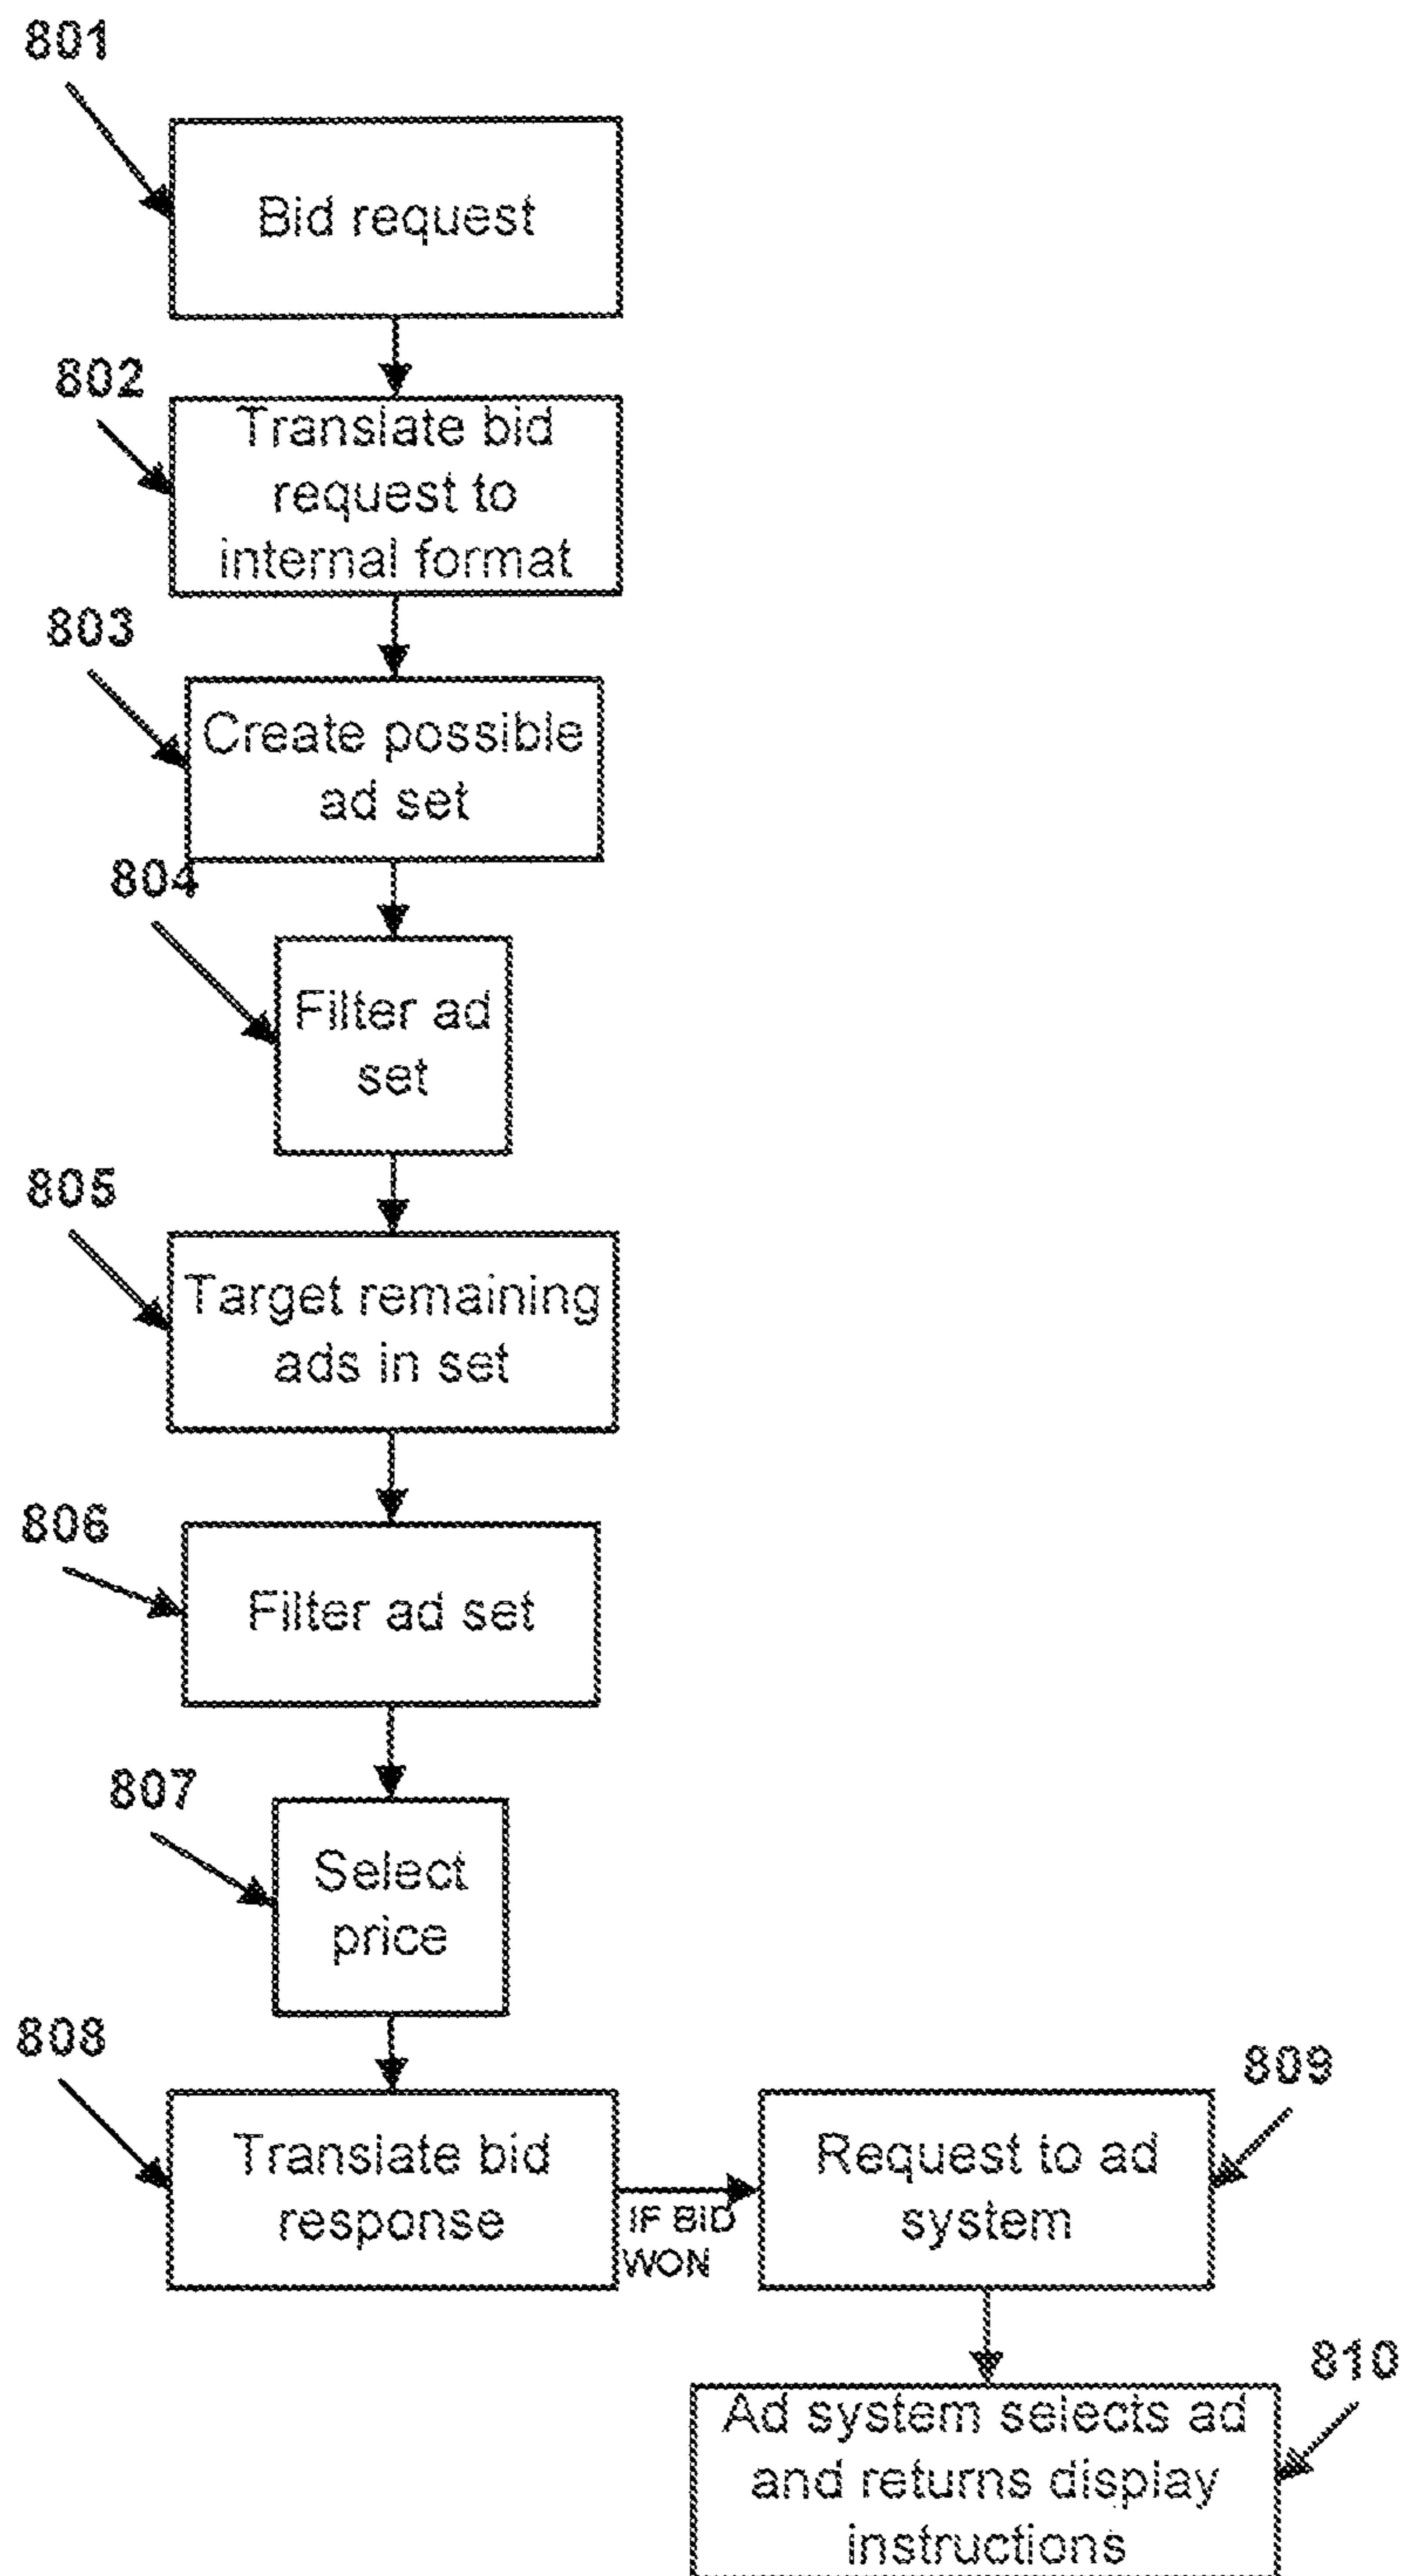 801
Bid request
802
Translate bid
request to
internal format
803
Create possible
ad set
804
Filter ad
set
805
Target remaining
ads in set
806
Filter ad set
807
Select
price
808
Translate bid
response
IF BID
WON
809
Request to ad
system
810
Ad system selects ad
and returns display
instructions